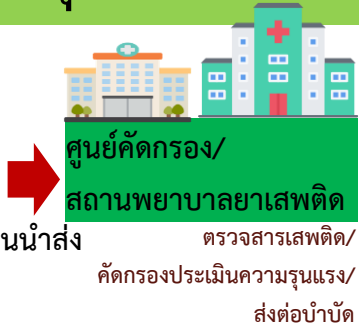 ศูนย์คัดกรอง/
สถานพยาบาลยาเสพติด
นนำส่ง
ตรวจสารเสพติด/
คัดกรองประเมินความรุนแรง/
ส่งต่อบำบัด